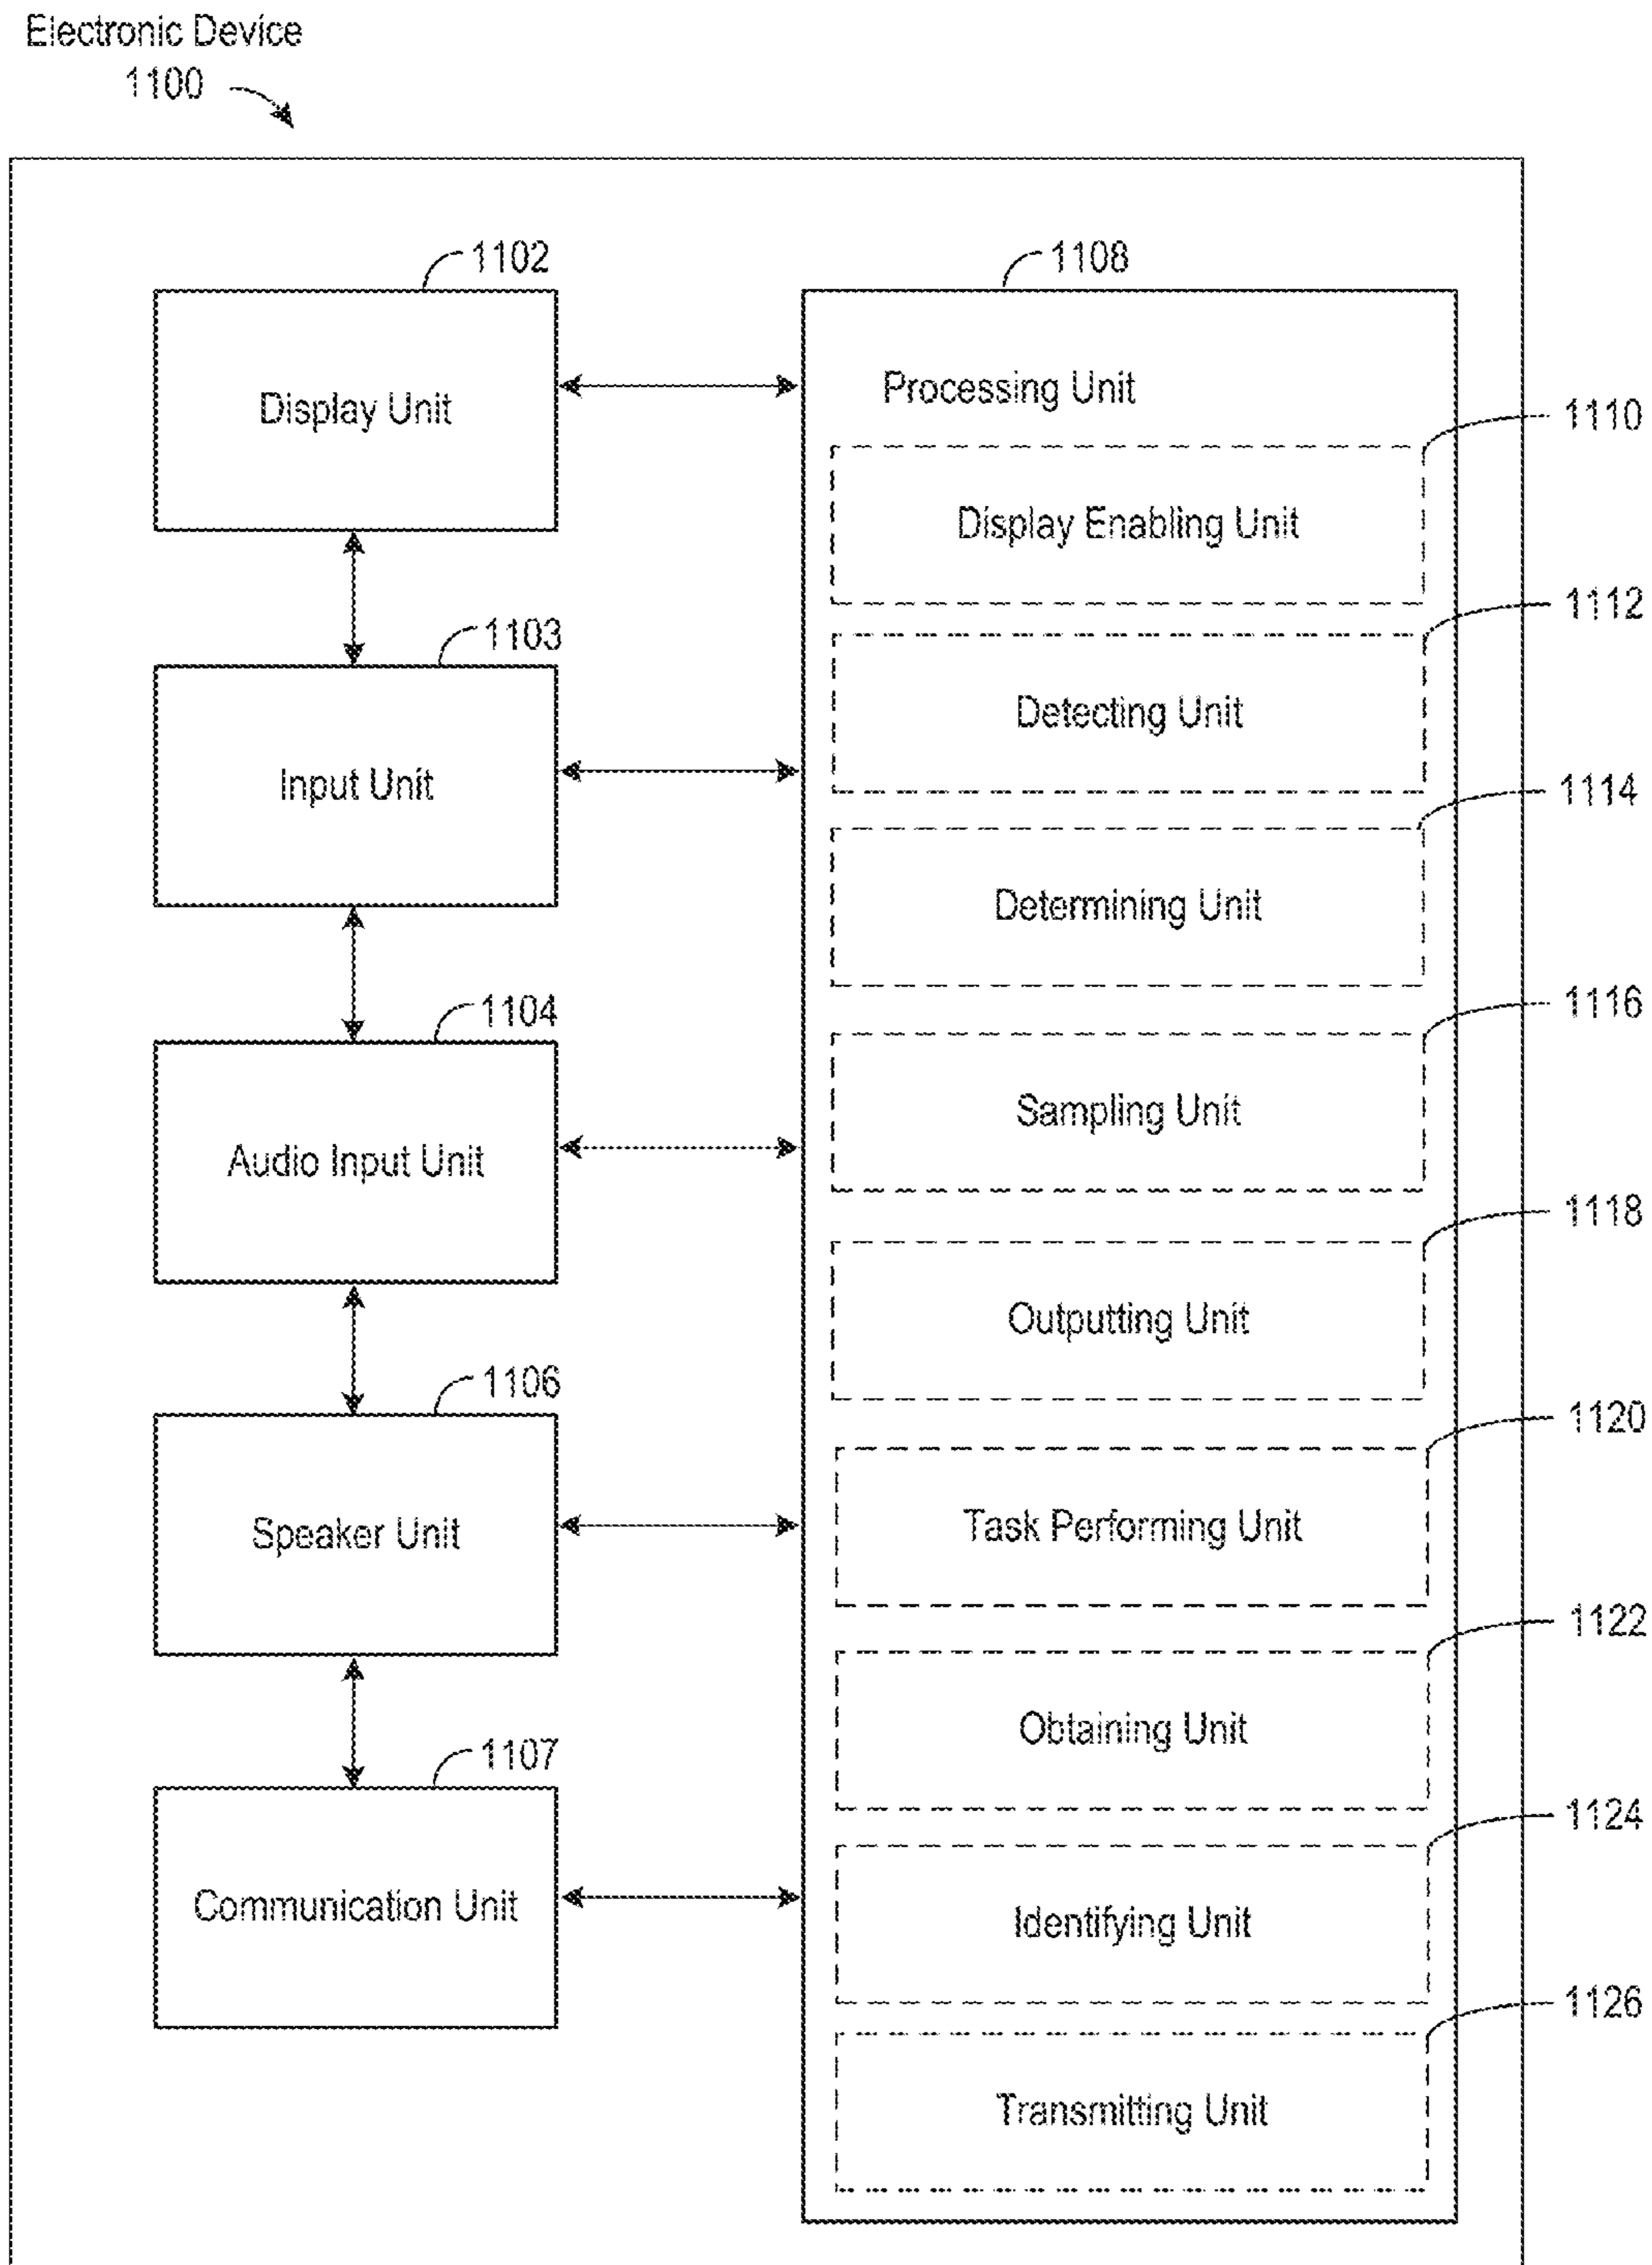 Electronic Device
1100
1102
1108
Display Unit
Processing Unit
1110
Display Enabling Unit
1112
1103
Detecting Unit
Input Unit
1114
Determining Unit
1104
1116
Sampling Unit
Audio Input Unit
1118
Outputting Unit
1106
1120
Speaker Unit
Task Performing Unit
1122
Obtaining Unit
1107
1124
Communication Unit
Identifying Unit
1126
Transmitting Unit